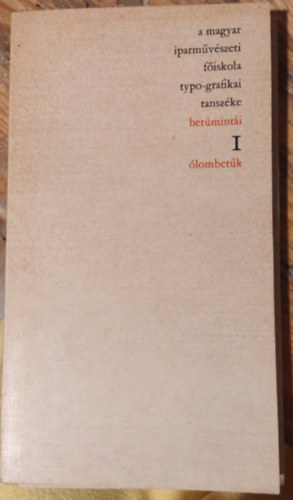 a magyar
iparművészeti
főiskola
typo-grafikai
tanszéke
betűmintái
I
ólombetűk